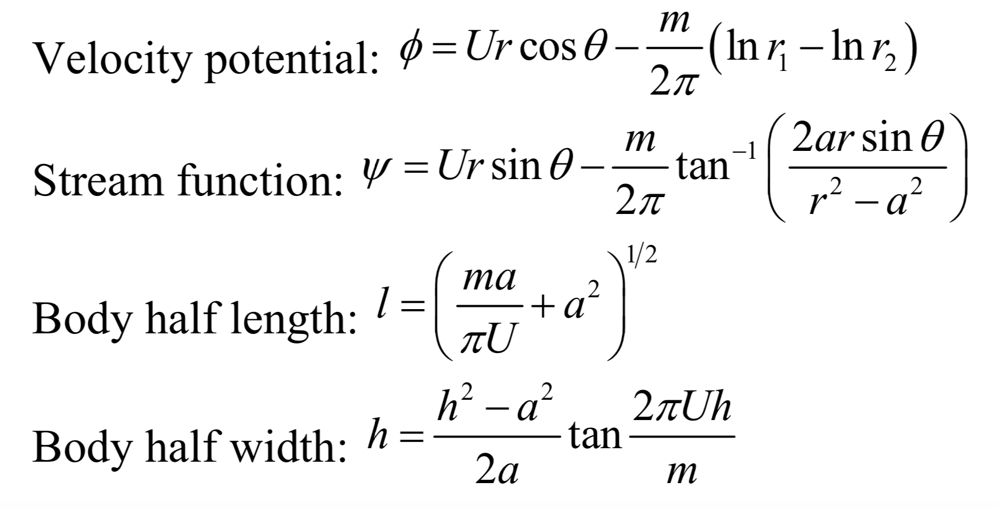 Velocity potential: ϕ = Ur cos θ − m/2π (ln r₁ − ln r₂)
Stream function: ψ = Ur sin θ − m/2π tan⁻¹ (2ar sin θ / r² − a²)
Body half length: l = (ma/πU + a²)^1/2
Body half width: h = h² − a²/2a tan 2πUh/m